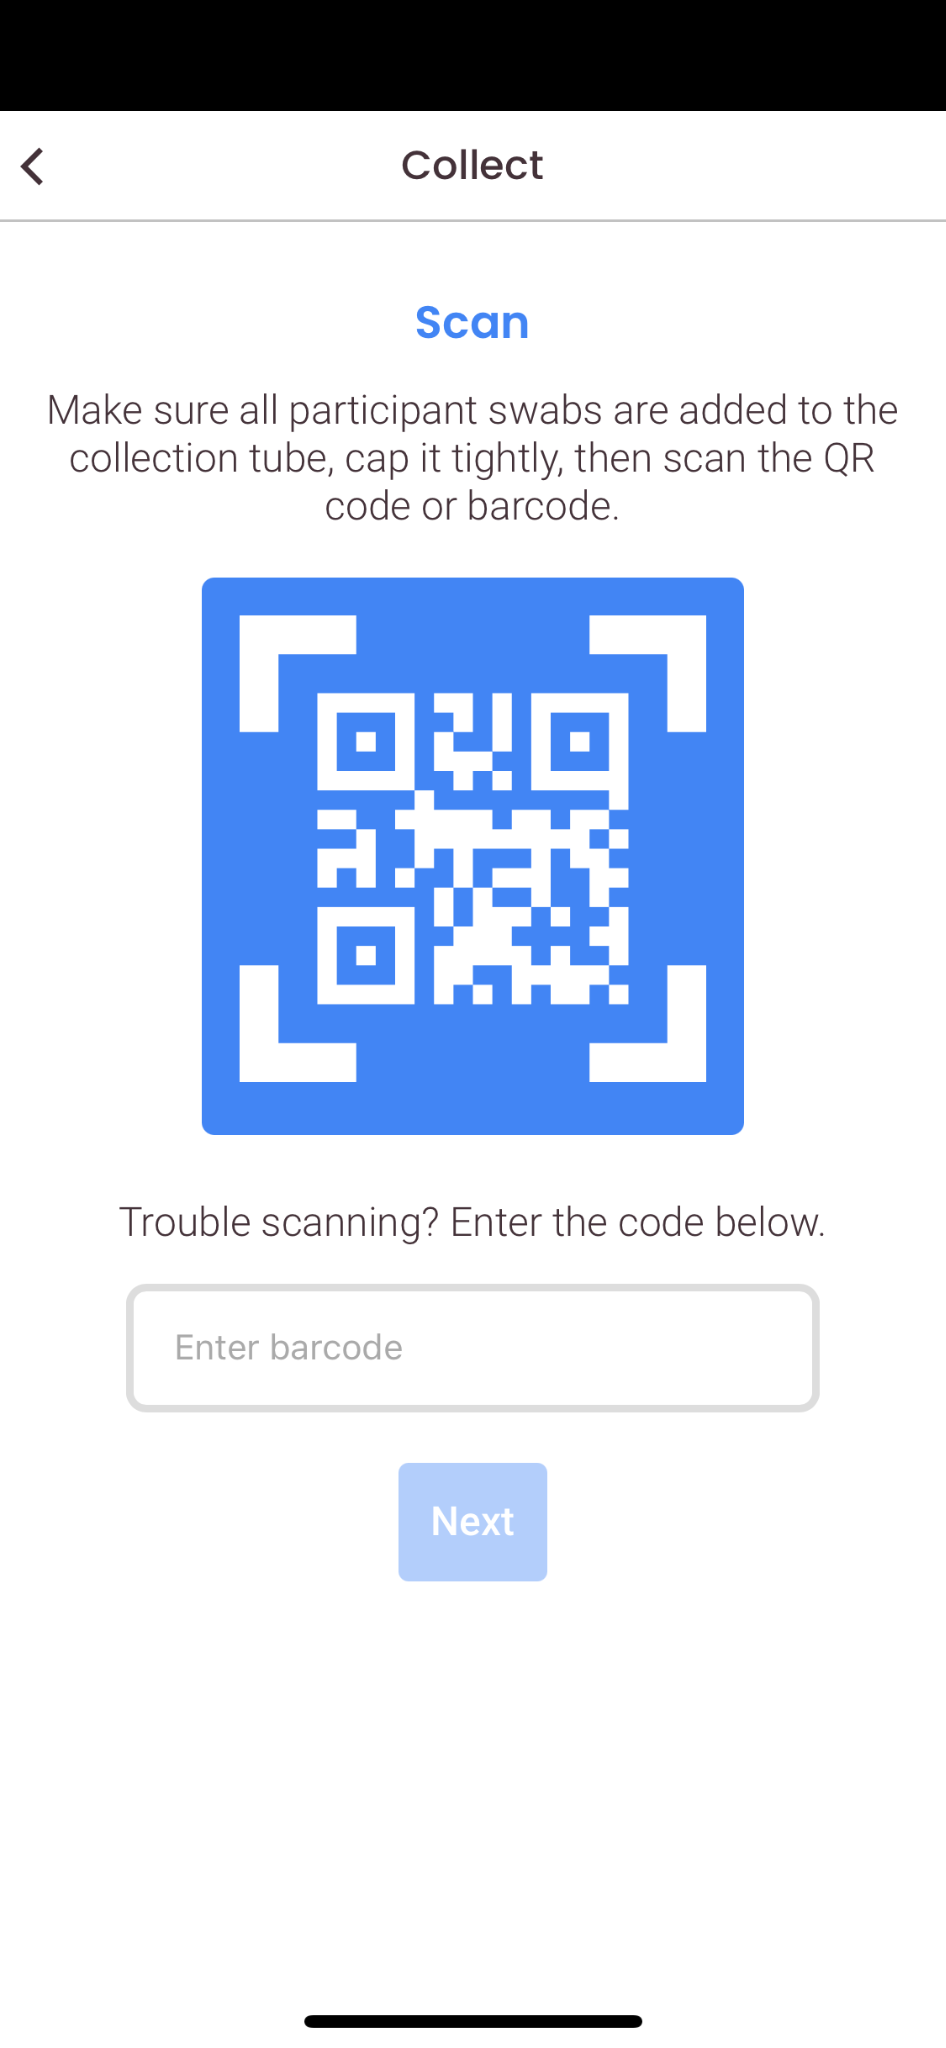 Collect
Scan
Make sure all participant swabs are added to the
collection tube, cap it tightly, then scan the QR
code or barcode.
Trouble scanning? Enter the code below.
Enter barcode
Next